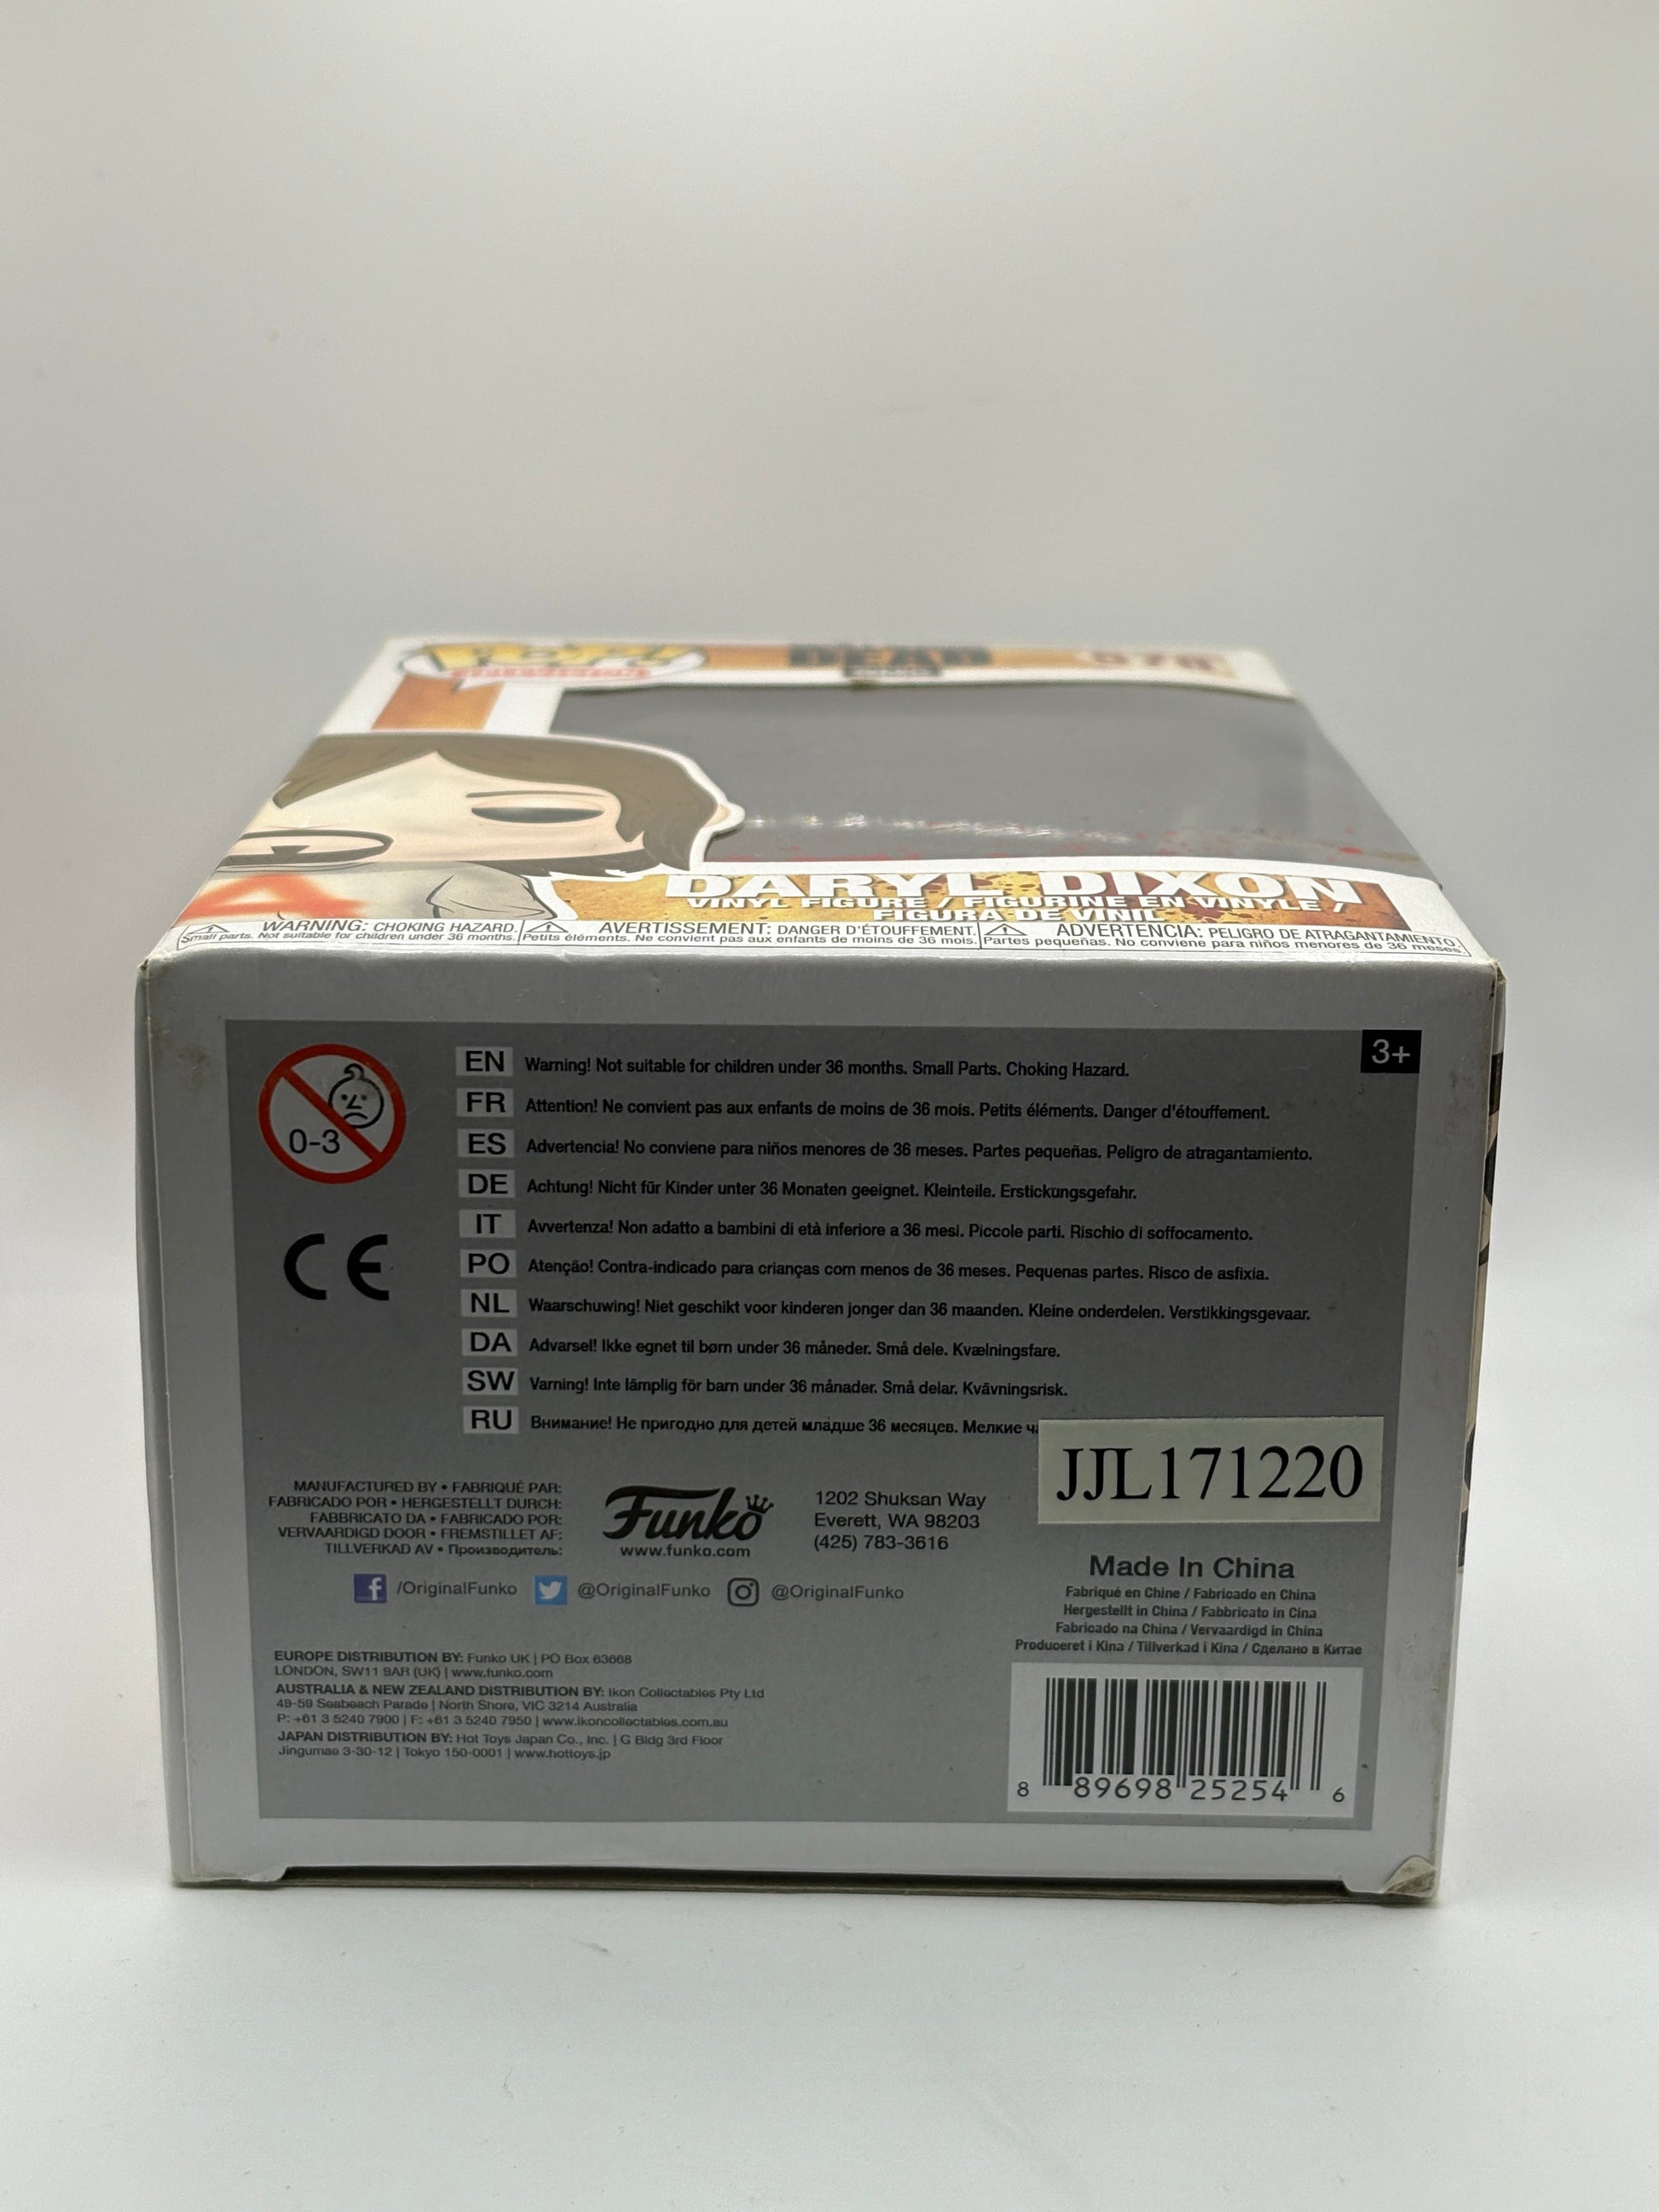 POP!
DEAD
DARYL DIXON
VINYL FIGURE / FIGURINE EN VINYLE /
FIGURA DE VINIL
WARNING: CHOKING HAZARD.
Small parts. Not suitable for children under 36 months.
AVERTISSEMENT: DANGER D'ÉTOUFFEMENT.
Petits éléments. Ne convient pas aux enfants de moins de 36 mois.
ADVERTENCIA: PELIGRO DE ATRAGANTAMIENTO.
Partes pequeñas. No conviene para niños menores de 36 meses.
3+
0-3
CE
EN Warning! Not suitable for children under 36 months. Small Parts. Choking Hazard.
FR Attention! Ne convient pas aux enfants de moins de 36 mois. Petits éléments. Danger d'étouffement.
ES Advertencia! No conviene para niños menores de 36 meses. Partes pequeñas. Peligro de atragantamiento.
DE Achtung! Nicht für Kinder unter 36 Monaten geeignet. Kleinteile. Erstickungsgefahr.
IT Avvertenza! Non adatto a bambini di età inferiore a 36 mesi. Piccole parti. Rischio di soffocamento.
PO Atenção! Contra-indicado para crianças com menos de 36 meses. Pequenas partes. Risco de asfixia.
NL Waarschuwing! Niet geschikt voor kinderen jonger dan 36 maanden. Kleine onderdelen. Verstikkingsgevaar.
DA Advarsel! Ikke egnet til børn under 36 måneder. Små dele. Kvælningsfare.
SW Varning! Inte lämplig för barn under 36 månader. Små delar. Kvävningsrisk.
RU Внимание! Не пригодно для детей младше 36 месяцев. Мелкие
JJL171220
MANUFACTURED BY • FABRIQUÉ PAR:
FABRICADO POR • HERGESTELLT DURCH:
FABBRICATO DA • FABRICADO POR:
VERVAARDIGD DOOR • FREMSTILLET AF:
TILLVERKAD AV • Производитель:
Funko
www.funko.com
1202 Shuksan Way
Everett, WA 98203
(425) 783-3616
/OriginalFunko @OriginalFunko @OriginalFunko
Made In China
Fabriqué en Chine / Fabricado en China
Hergestellt in China / Fabbricato in Cina
Fabricado na China / Vervaardigd in China
Produceret i Kina / Tillverkad i Kina / Сделано в Китае
EUROPE DISTRIBUTION BY: Funko UK | PO Box 63668
LONDON, SW11 9AR (UK) | www.funko.com
AUSTRALIA & NEW ZEALAND DISTRIBUTION BY: Ikon Collectables Pty Ltd
49-59 Seabeach Parade | North Shore, VIC 3214 Australia
P: +61 3 5240 7900 | F: +61 3 5240 7950 | www.ikoncollectables.com.au
JAPAN DISTRIBUTION BY: Hot Toys Japan Co., Inc. | G Bldg 3rd Floor
Jingumae 3-30-12 | Tokyo 150-0001 | www.hottoys.jp
8 89698 25254 6